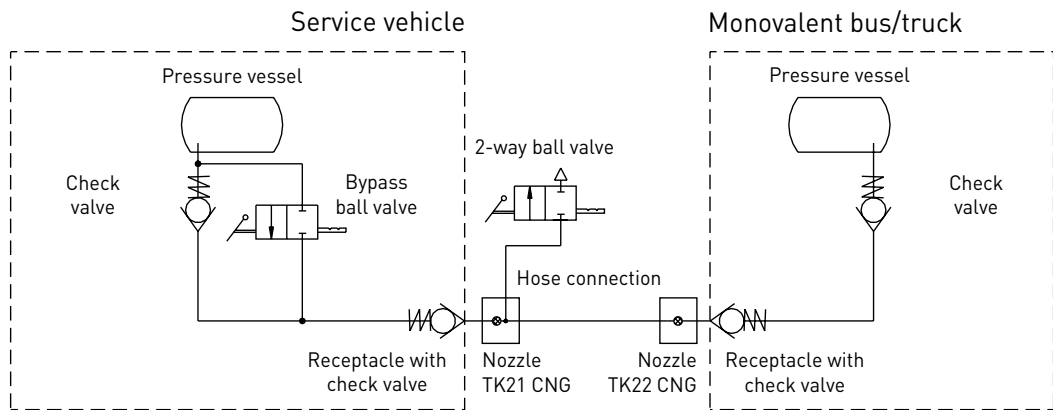 Service vehicle
Monovalent bus/truck
Pressure vessel
Pressure vessel
2-way ball valve
Check
valve
Bypass
ball valve
Check
valve
Hose connection
Receptacle with
check valve
Nozzle
TK21 CNG
Nozzle
TK22 CNG
Receptacle with
check valve